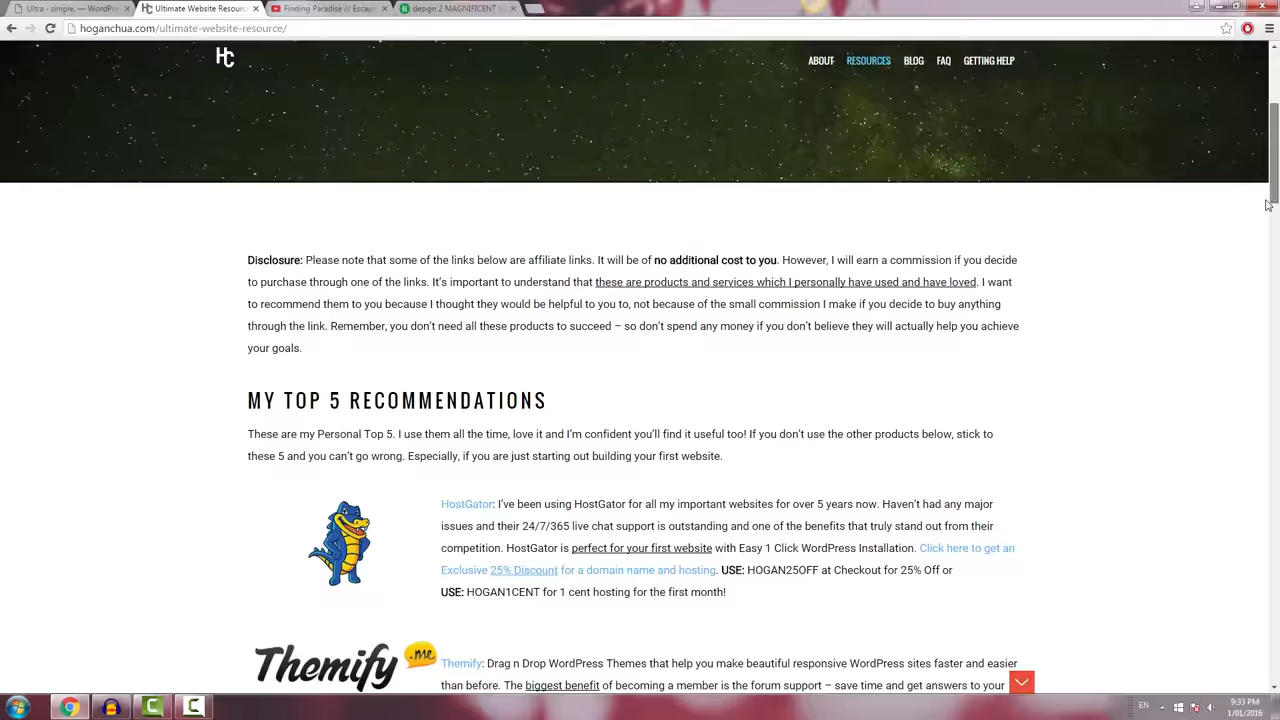 Ultra - simple. — WordPr
Ultimate Website Resourc
Finding Paradise // Escap
design 2 MAGNIFICENT R
hoganchua.com/ultimate-website-resource/
HC
ABOUT RESOURCES BLOG FAQ GETTING HELP
Disclosure: Please note that some of the links below are affiliate links. It will be of no additional cost to you. However, I will earn a commission if you decide
to purchase through one of the links. It's important to understand that these are products and services which I personally have used and have loved. I want
to recommend them to you because I thought they would be helpful to you to, not because of the small commission I make if you decide to buy anything
through the link. Remember, you don't need all these products to succeed – so don't spend any money if you don't believe they will actually help you achieve
your goals.
MY TOP 5 RECOMMENDATIONS
These are my Personal Top 5. I use them all the time, love it and I'm confident you'll find it useful too! If you don't use the other products below, stick to
these 5 and you can't go wrong. Especially, if you are just starting out building your first website.
HostGator: I've been using HostGator for all my important websites for over 5 years now. Haven't had any major
issues and their 24/7/365 live chat support is outstanding and one of the benefits that truly stand out from their
competition. HostGator is perfect for your first website with Easy 1 Click WordPress Installation. Click here to get an
Exclusive 25% Discount for a domain name and hosting. USE: HOGAN25OFF at Checkout for 25% Off or
USE: HOGAN1CENT for 1 cent hosting for the first month!
Themify .me
Themify: Drag n Drop WordPress Themes that help you make beautiful responsive WordPress sites faster and easier
than before. The biggest benefit of becoming a member is the forum support – save time and get answers to your
EN
9:33 PM
1/01/2016